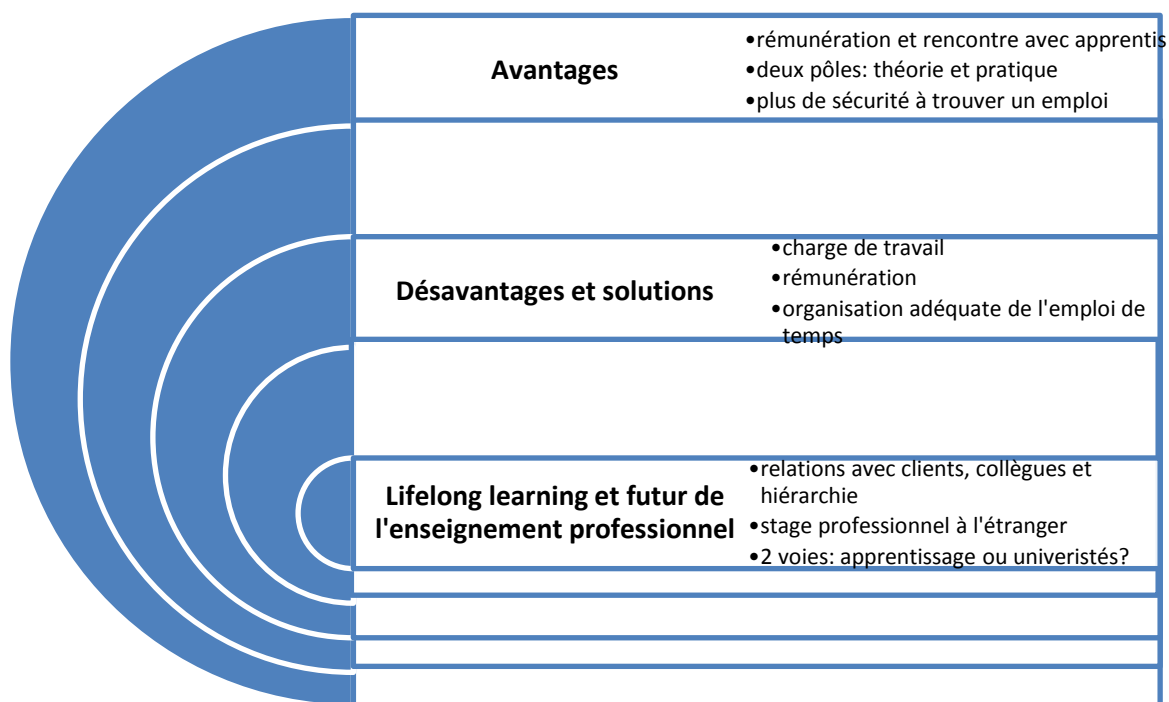 Avantages
•rémunération et rencontre avec apprentis
•deux pôles: théorie et pratique
•plus de sécurité à trouver un emploi
Désavantages et solutions
•charge de travail
•rémunération
•organisation adéquate de l'emploi de
temps
Lifelong learning et futur de
l'enseignement professionnel
•relations avec clients, collègues et
hiérarchie
•stage professionnel à l'étranger
•2 voies: apprentissage ou univeristés?